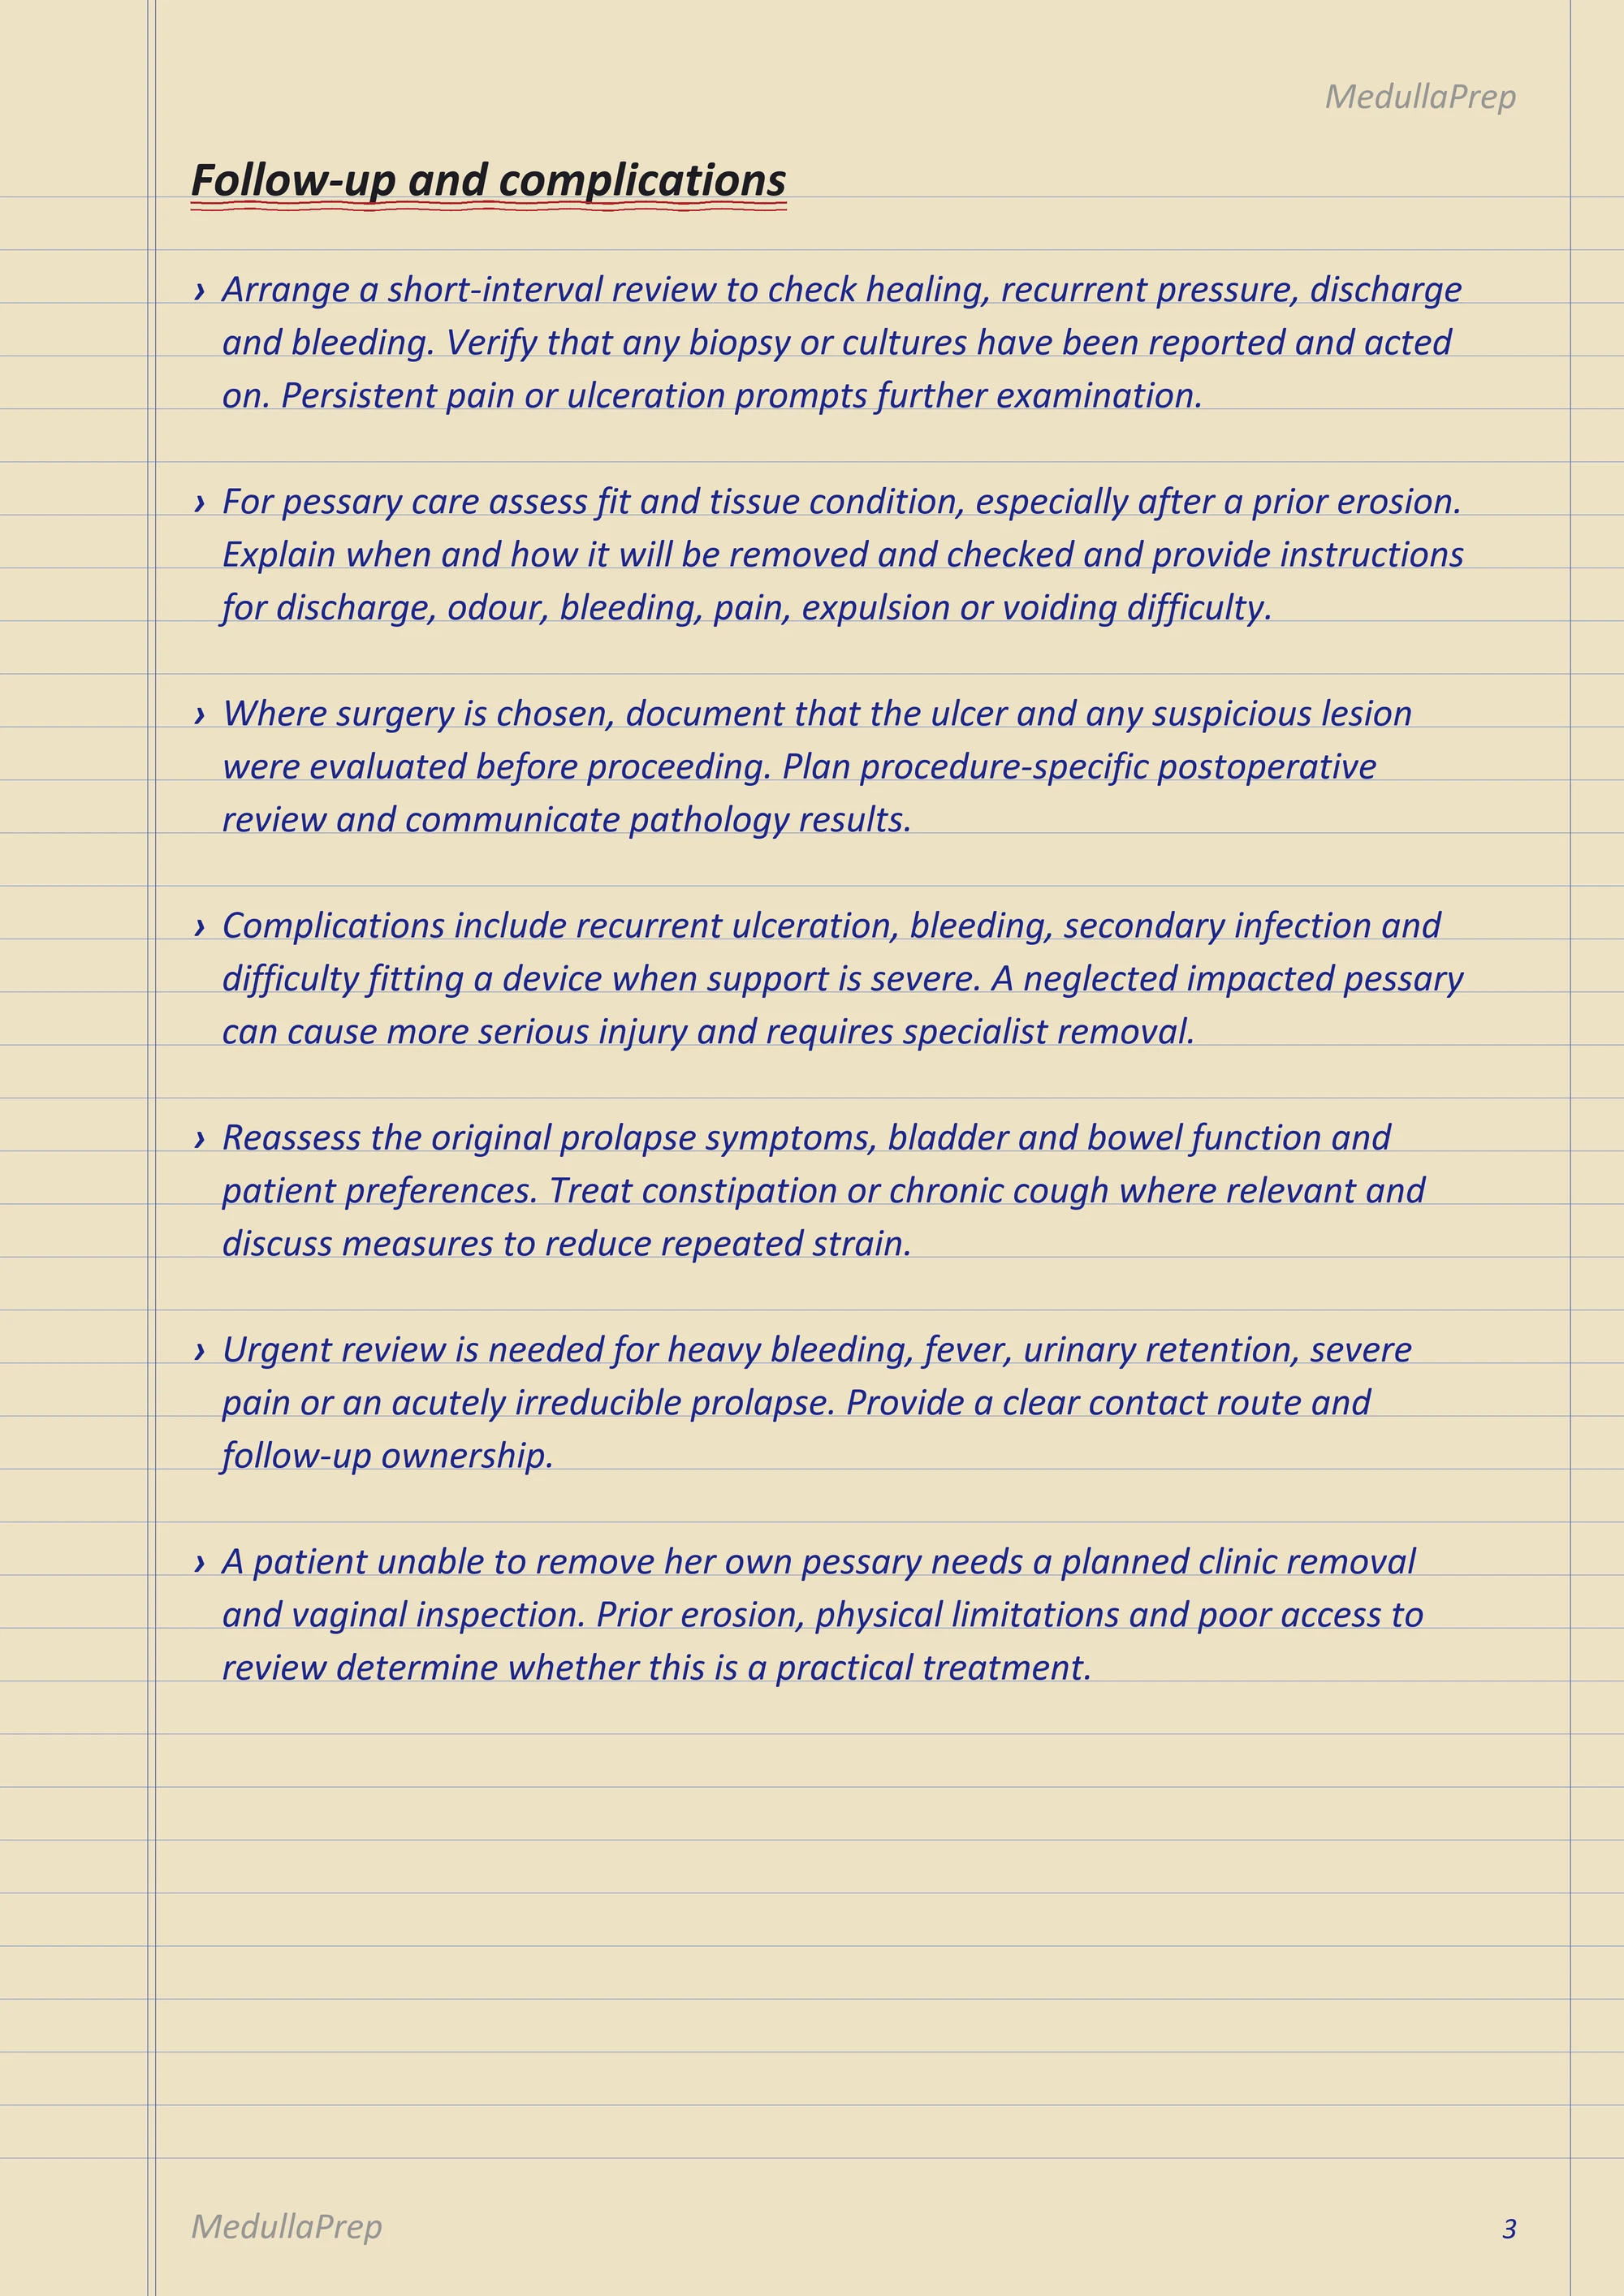 MedullaPrep
Follow-up and complications
› Arrange a short-interval review to check healing, recurrent pressure, discharge
and bleeding. Verify that any biopsy or cultures have been reported and acted
on. Persistent pain or ulceration prompts further examination.
› For pessary care assess fit and tissue condition, especially after a prior erosion.
Explain when and how it will be removed and checked and provide instructions
for discharge, odour, bleeding, pain, expulsion or voiding difficulty.
› Where surgery is chosen, document that the ulcer and any suspicious lesion
were evaluated before proceeding. Plan procedure-specific postoperative
review and communicate pathology results.
› Complications include recurrent ulceration, bleeding, secondary infection and
difficulty fitting a device when support is severe. A neglected impacted pessary
can cause more serious injury and requires specialist removal.
› Reassess the original prolapse symptoms, bladder and bowel function and
patient preferences. Treat constipation or chronic cough where relevant and
discuss measures to reduce repeated strain.
› Urgent review is needed for heavy bleeding, fever, urinary retention, severe
pain or an acutely irreducible prolapse. Provide a clear contact route and
follow-up ownership.
› A patient unable to remove her own pessary needs a planned clinic removal
and vaginal inspection. Prior erosion, physical limitations and poor access to
review determine whether this is a practical treatment.
MedullaPrep
3